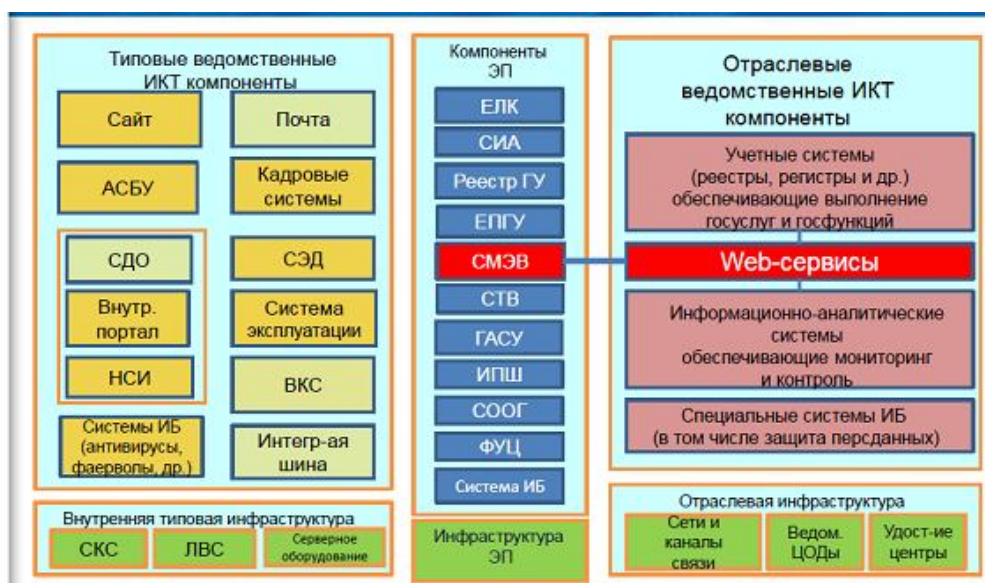 Типовые ведомственные
ИКТ компоненты
Сайт
Почта
АСБУ
Кадровые
системы
СДО
СЭД
Внутр.
портал
Система
эксплуатации
НСИ
ВКС
Системы ИБ
(антивирусы,
фаерволы, др.)
Интегр-ая
шина
Внутренняя типовая инфраструктура
СКС
ЛВС
Серверное
оборудование
Компоненты
ЭП
ЕЛК
СИА
Реестр ГУ
ЕПГУ
СМЭВ
СТВ
ГАСУ
ИПШ
СООГ
ФУЦ
Система ИБ
Инфраструктура
ЭП
Отраслевые
ведомственные ИКТ
компоненты
Учетные системы
(реестры, регистры и др.)
обеспечивающие выполнение
госуслуг и госфункций
Web-сервисы
Информационно-аналитические
системы
обеспечивающие мониторинг
и контроль
Специальные системы ИБ
(в том числе защита персданных)
Отраслевая инфраструктура
Сети и
каналы
связи
Ведом.
ЦОДы
Удост-ие
центры